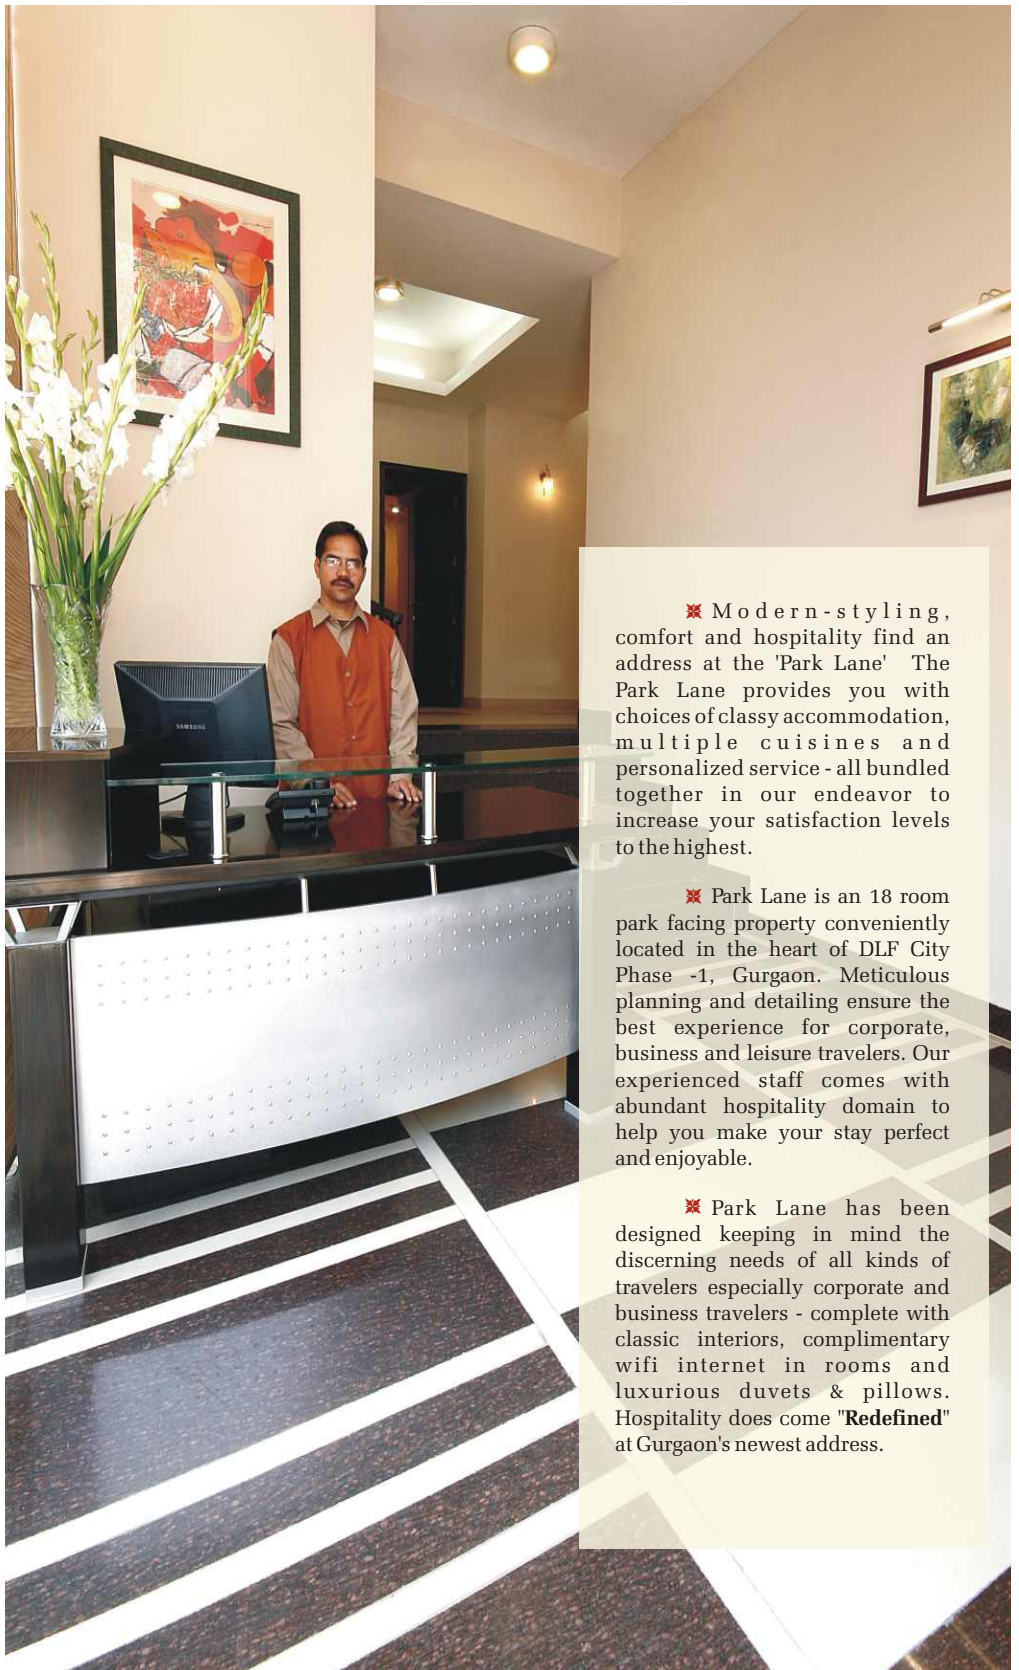 SAMSUNG
Modern-styling,
comfort and hospitality find an
address at the 'Park Lane' The
Park Lane provides you with
choices of classy accommodation,
multiple cuisines and
personalized service - all bundled
together in our endeavor to
increase your satisfaction levels
to the highest.
Park Lane is an 18 room
park facing property conveniently
located in the heart of DLF City
Phase -1, Gurgaon. Meticulous
planning and detailing ensure the
best experience for corporate,
business and leisure travelers. Our
experienced staff comes with
abundant hospitality domain to
help you make your stay perfect
and enjoyable.
Park Lane has been
designed keeping in mind the
discerning needs of all kinds of
travelers especially corporate and
business travelers - complete with
classic interiors, complimentary
wifi internet in rooms and
luxurious duvets & pillows.
Hospitality does come "Redefined"
at Gurgaon's newest address.